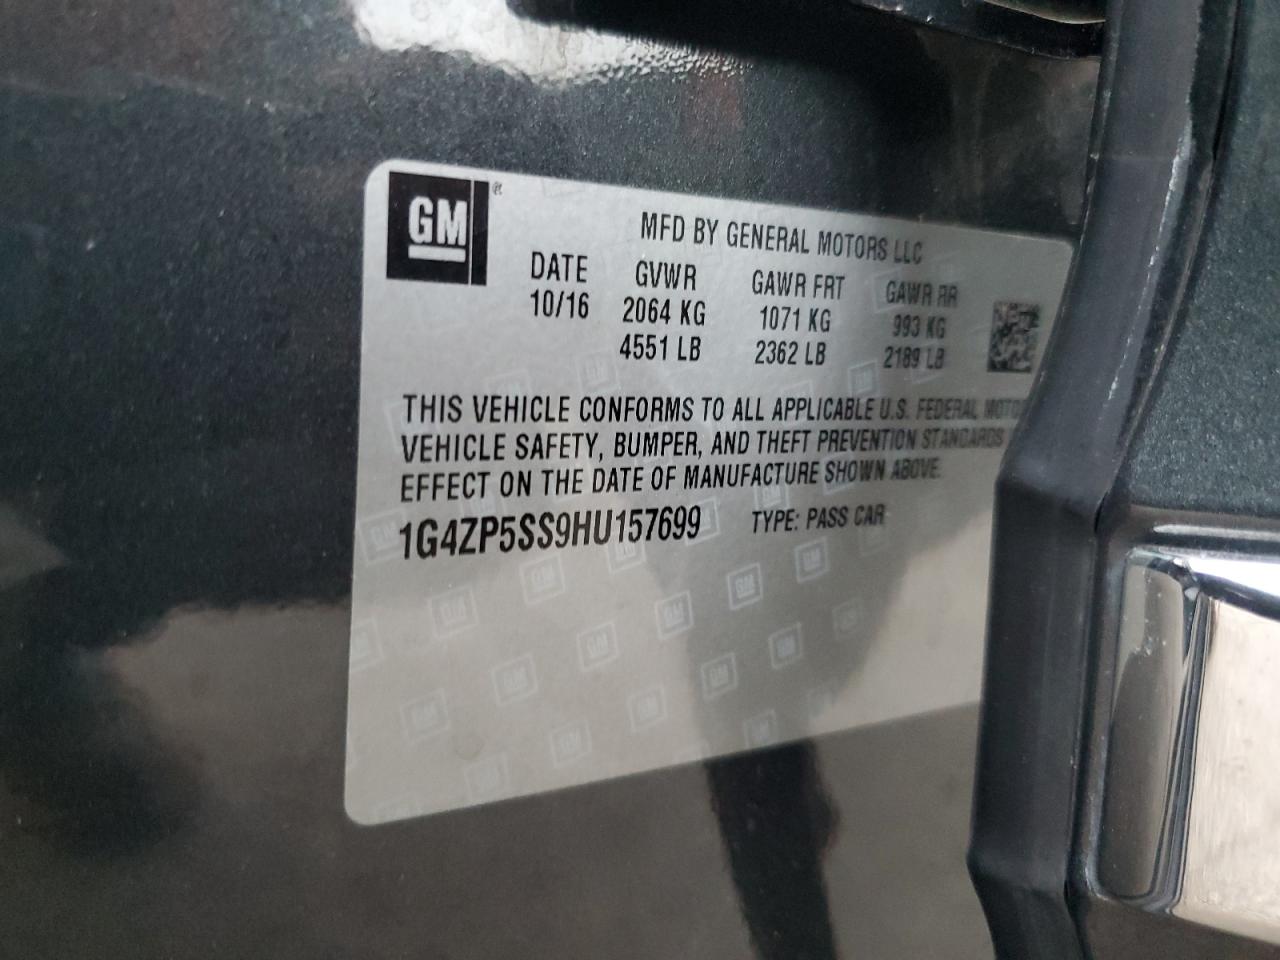 GM®
MFD BY GENERAL MOTORS LLC
DATE GVWR GAWR FRT GAWR RR
10/16 2064 KG 1071 KG 993 KG
4551 LB 2362 LB 2189 LB
THIS VEHICLE CONFORMS TO ALL APPLICABLE U.S. FEDERAL MOTO
VEHICLE SAFETY, BUMPER, AND THEFT PREVENTION STANDARDS
EFFECT ON THE DATE OF MANUFACTURE SHOWN ABOVE.
1G4ZP5SS9HU157699 TYPE: PASS CAR